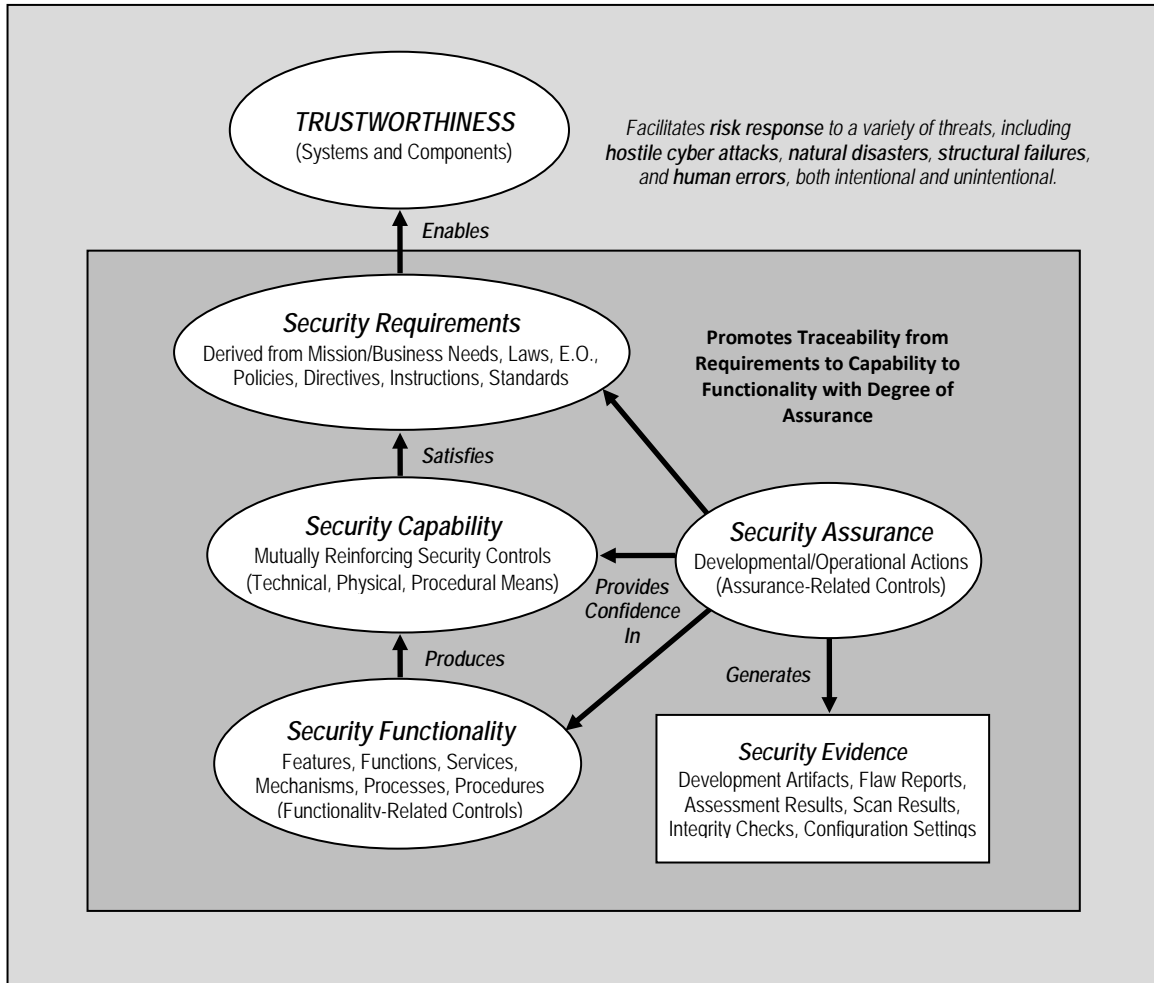 TRUSTWORTHINESS
(Systems and Components)
Facilitates risk response to a variety of threats, including
hostile cyber attacks, natural disasters, structural failures,
and human errors, both intentional and unintentional.
Enables
Security Requirements
Derived from Mission/Business Needs, Laws, E.O.,
Policies, Directives, Instructions, Standards
Promotes Traceability from
Requirements to Capability to
Functionality with Degree of
Assurance
Satisfies
Security Capability
Mutually Reinforcing Security Controls
(Technical, Physical, Procedural Means)
Security Assurance
Developmental/Operational Actions
(Assurance-Related Controls)
Provides
Confidence
In
Produces
Generates
Security Functionality
Features, Functions, Services,
Mechanisms, Processes, Procedures
(Functionality-Related Controls)
Security Evidence
Development Artifacts, Flaw Reports,
Assessment Results, Scan Results,
Integrity Checks, Configuration Settings